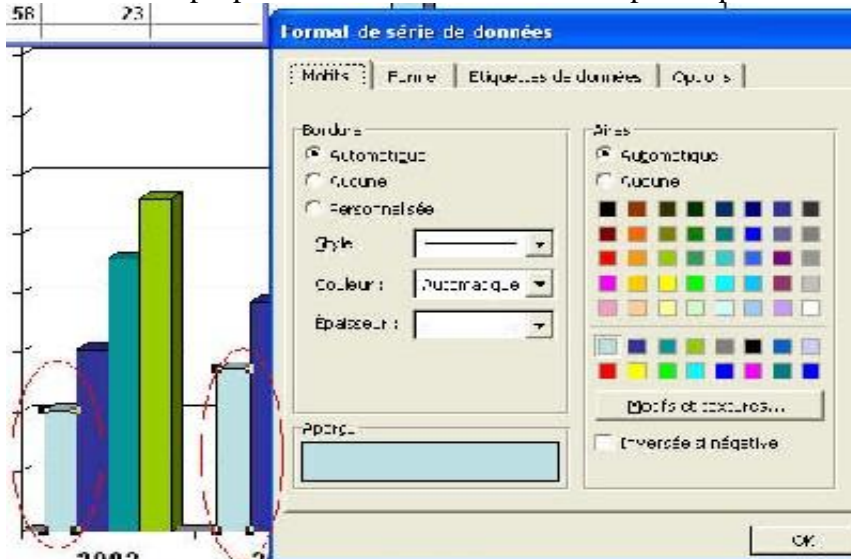 58 23
Format de série de données
Motifs Forme Etiquettes de données Options
Bordure
Automatique
Aucune
Personnalisée
Style
Couleur : Automatique
Épaisseur :
Aperçu
Aires
Automatique
Aucune
Motifs et textures...
Inversée si négative
OK